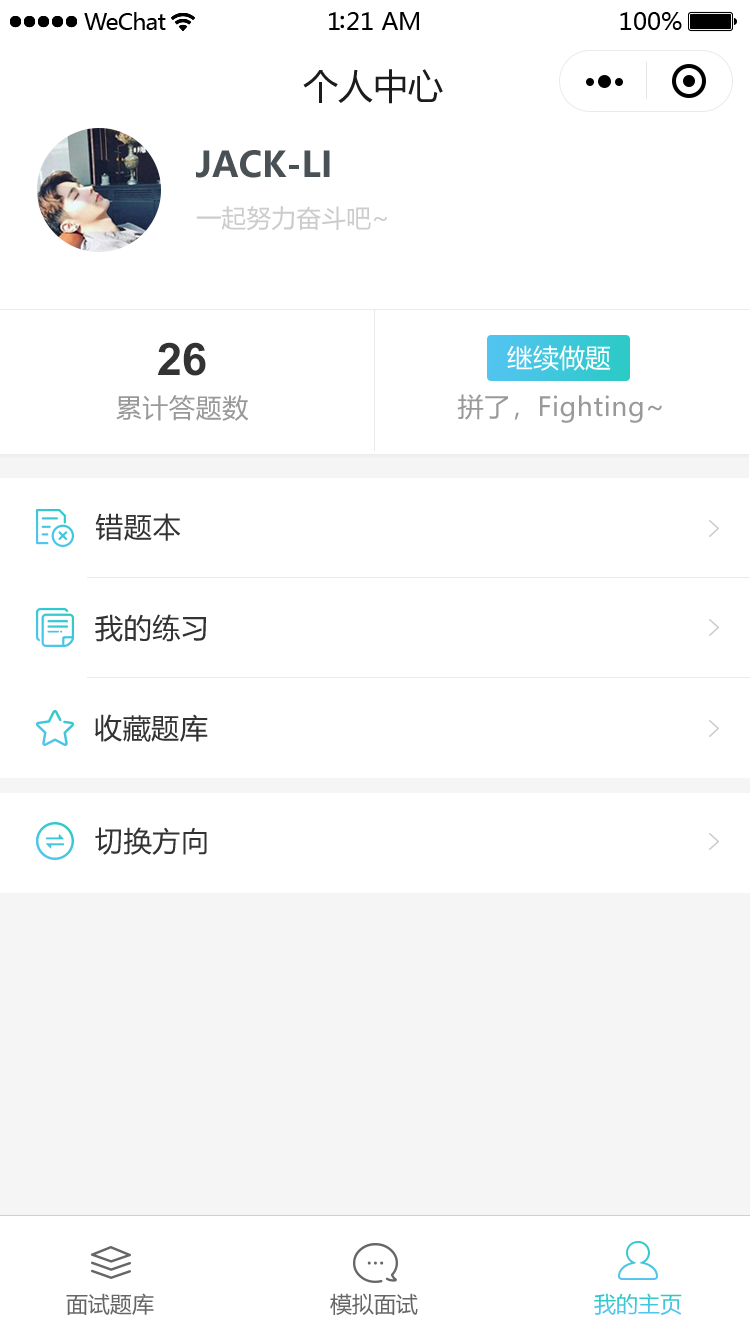 WeChat 1:21 AM 100%
个人中心
JACK-LI
一起努力奋斗吧~
26
累计答题数
继续做题
拼了，Fighting~
错题本
我的练习
收藏题库
切换方向
面试题库
模拟面试
我的主页